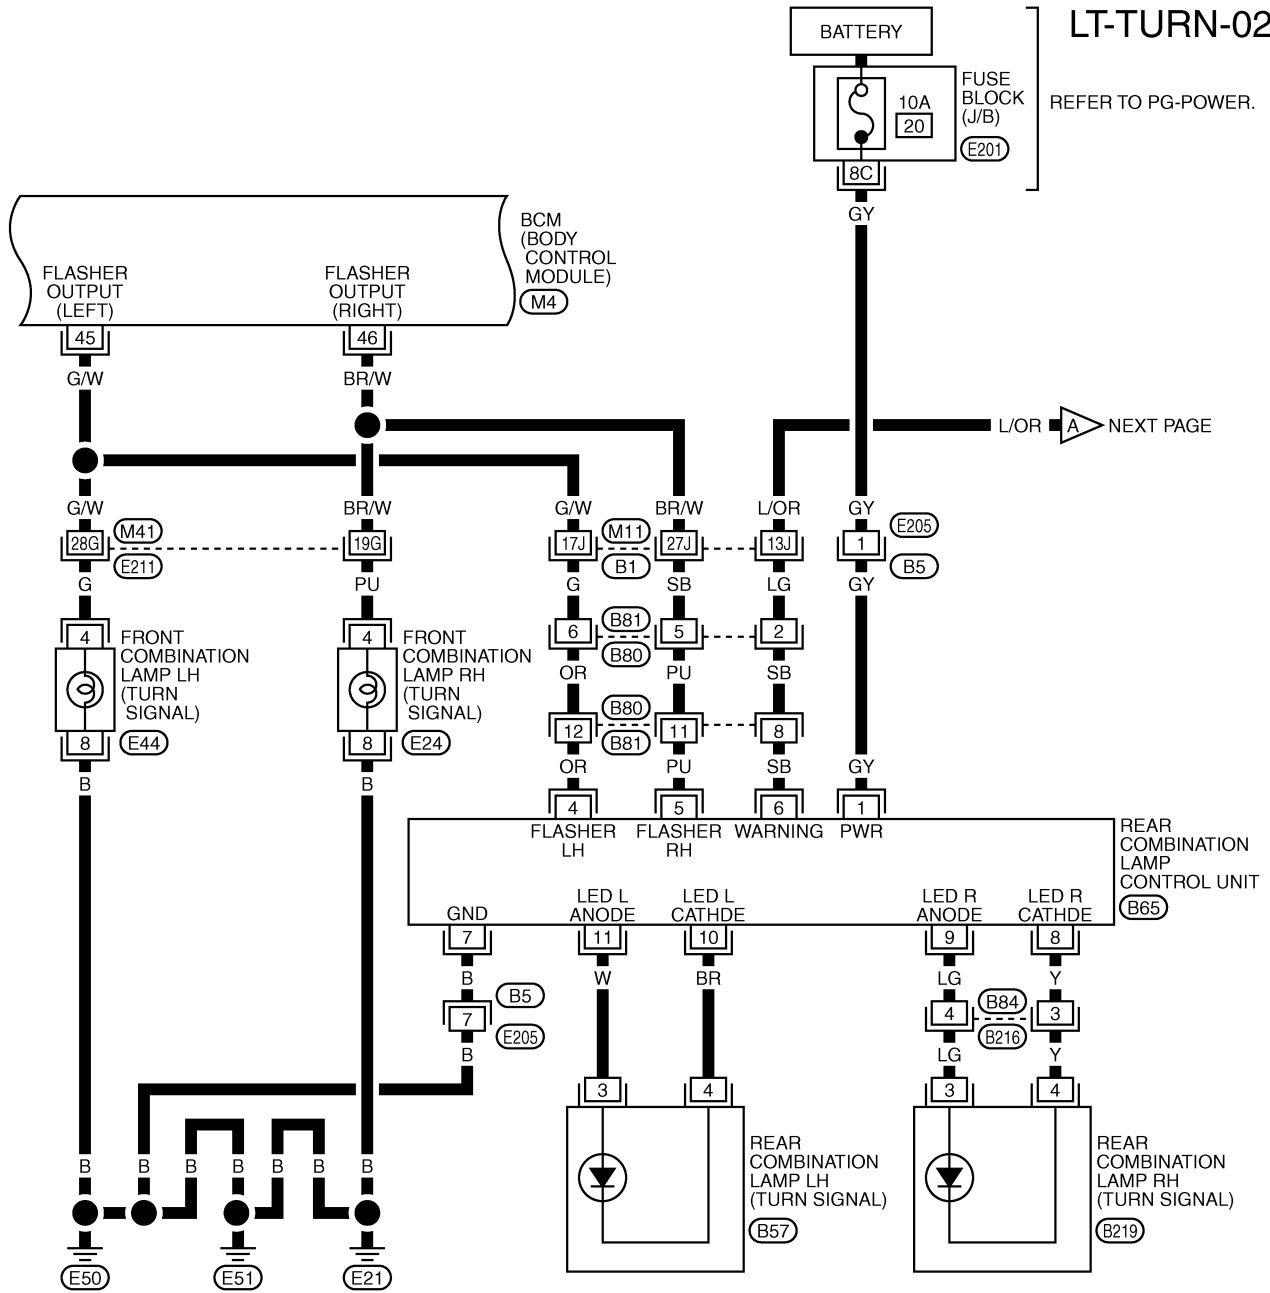 LT-TURN-02
BATTERY
FUSE
BLOCK
(J/B)
10A
20
E201
REFER TO PG-POWER.
8C
GY
BCM
(BODY
CONTROL
MODULE)
M4
FLASHER
OUTPUT
(LEFT)
FLASHER
OUTPUT
(RIGHT)
45
46
G/W
BR/W
L/OR
A
NEXT PAGE
G/W
BR/W
G/W
BR/W
L/OR
GY
28G
M41
E211
19G
17J
M11
B1
27J
13J
1
E205
B5
G
PU
G
SB
LG
GY
4
FRONT
COMBINATION
LAMP LH
(TURN
SIGNAL)
4
FRONT
COMBINATION
LAMP RH
(TURN
SIGNAL)
6
B81
B80
5
2
OR
PU
SB
12
B80
B81
11
8
8
E44
8
E24
OR
PU
SB
GY
B
B
4
5
6
1
FLASHER
LH
FLASHER
RH
WARNING
PWR
REAR
COMBINATION
LAMP
CONTROL UNIT
B65
GND
LED L
ANODE
LED L
CATHDE
LED R
ANODE
LED R
CATHDE
7
11
10
9
8
B
W
BR
LG
Y
B5
7
E205
4
B84
B216
3
B
LG
Y
3
4
3
4
REAR
COMBINATION
LAMP LH
(TURN SIGNAL)
B57
REAR
COMBINATION
LAMP RH
(TURN SIGNAL)
B219
B
B
B
B
B
B
B
E50
E51
E21